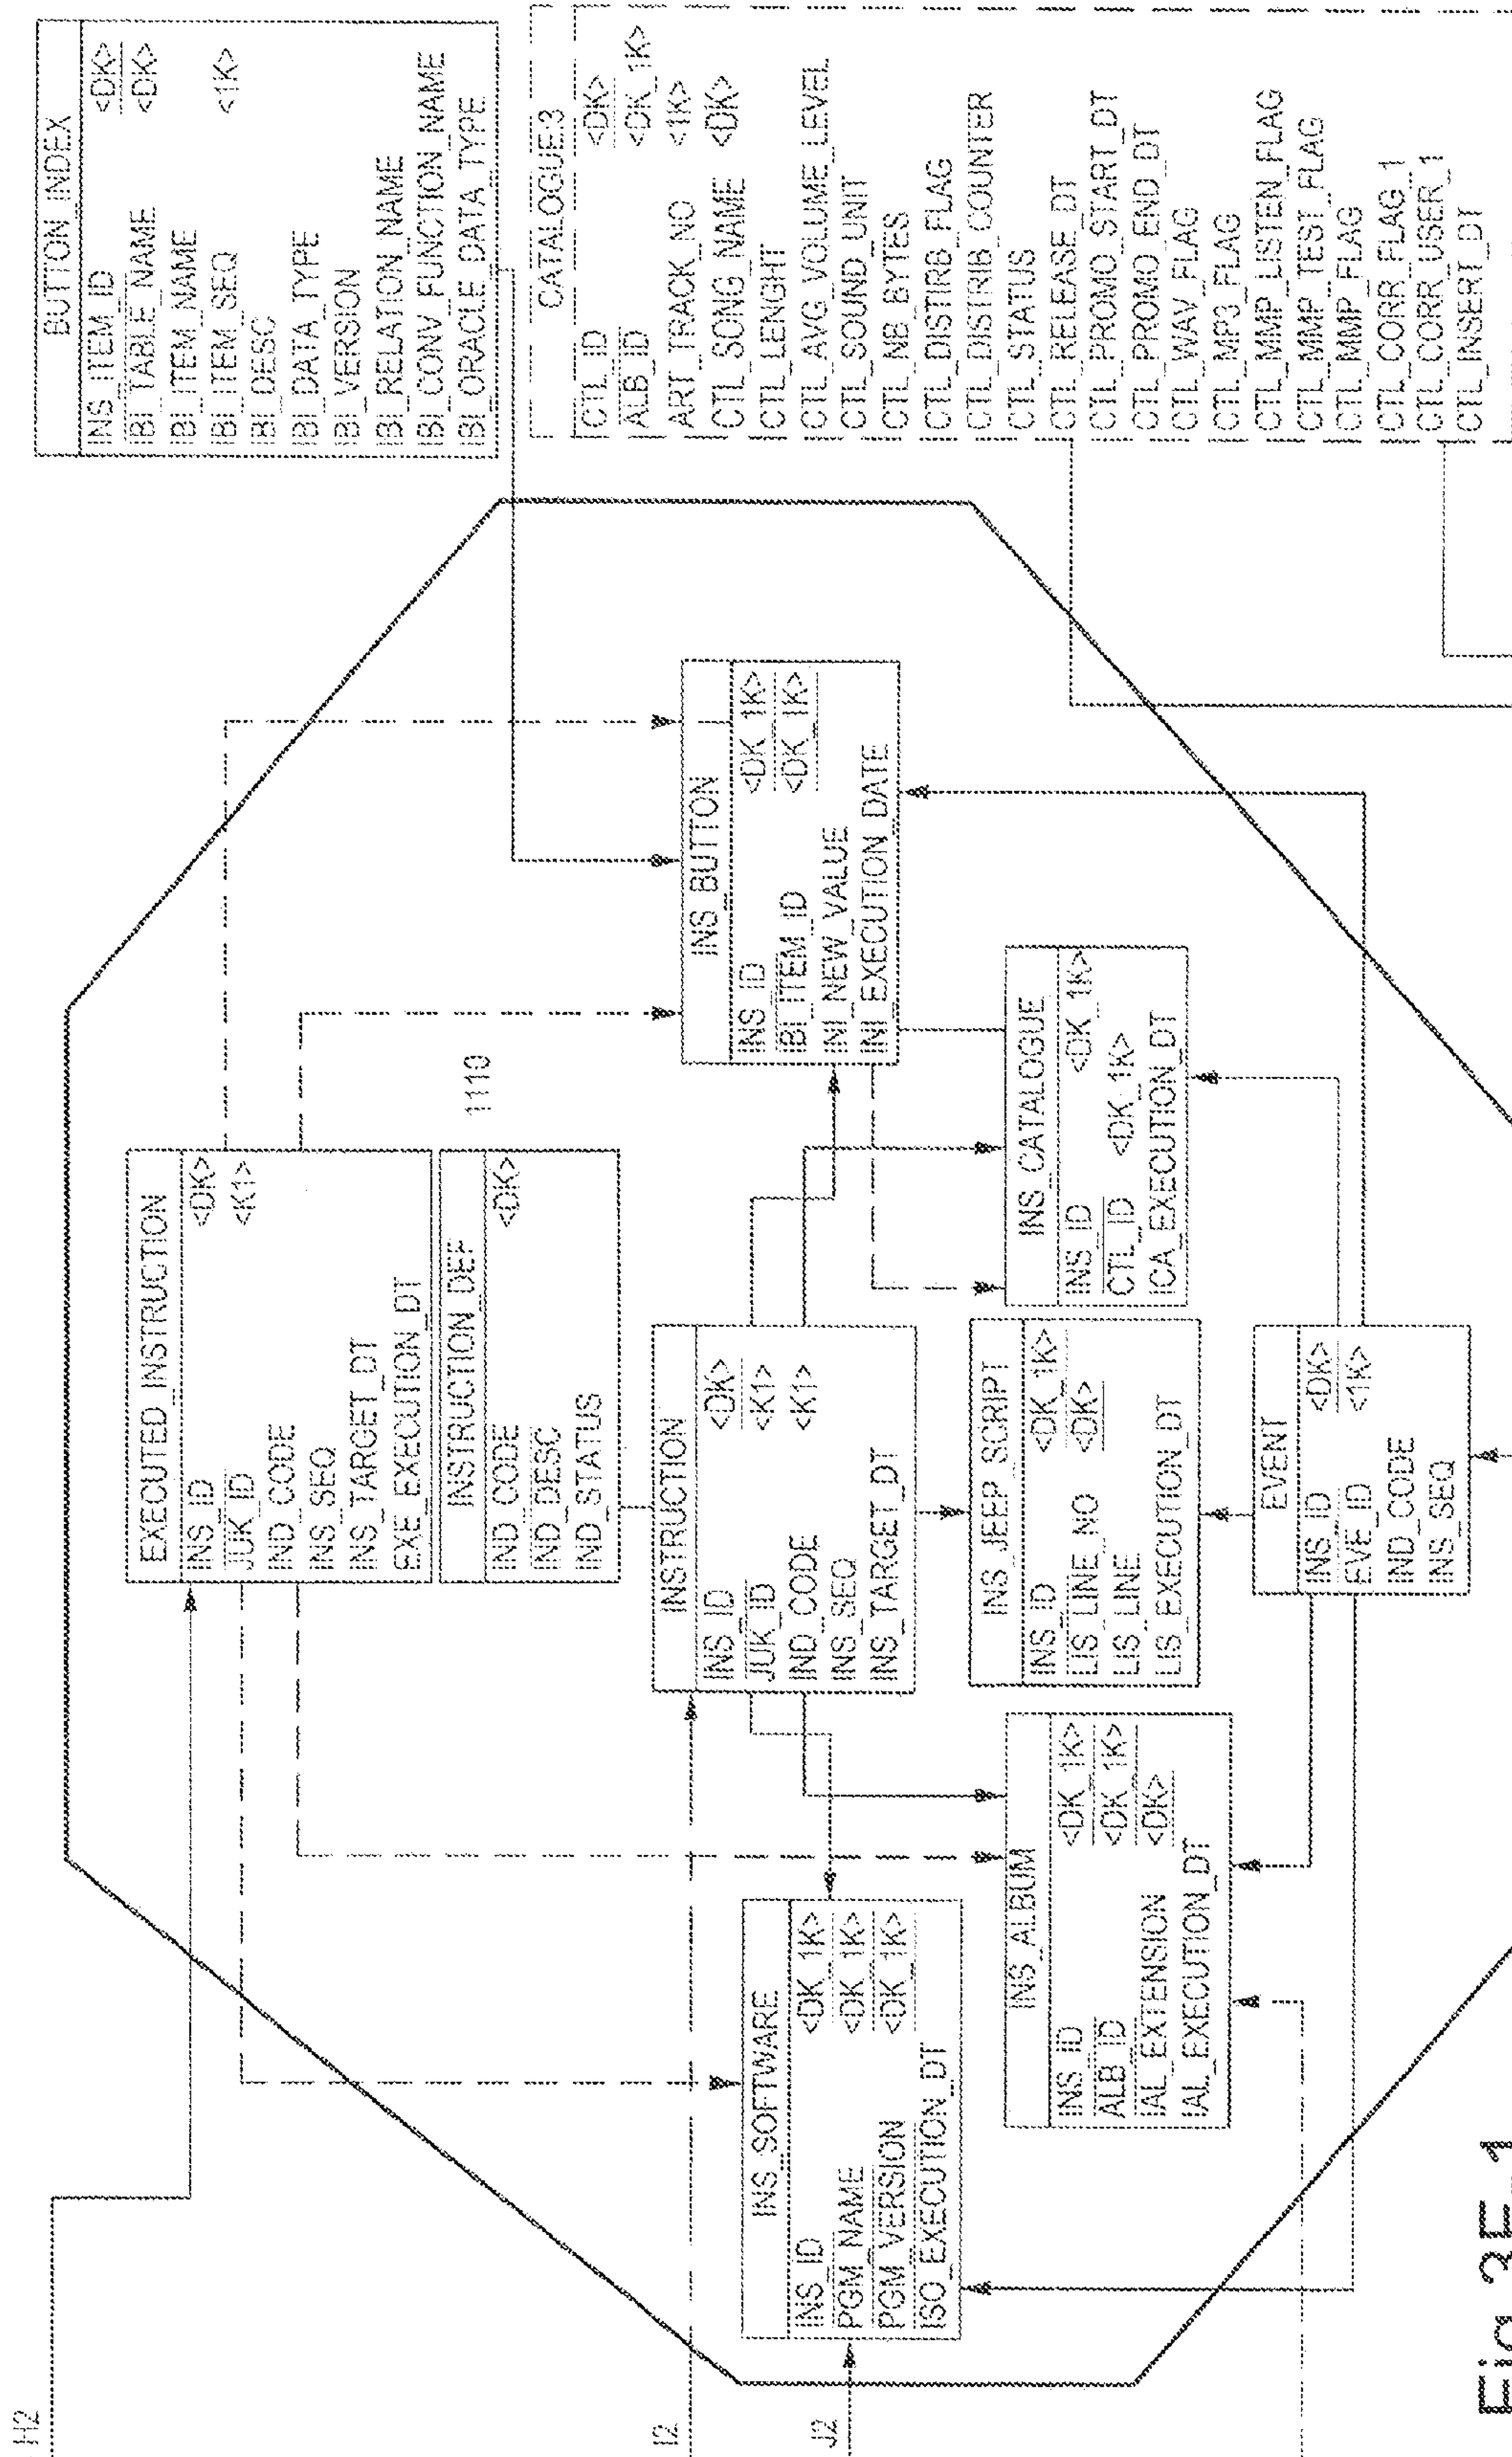 H2
I2
J2
EXECUTED_INSTRUCTION
INS_ID <DK>
JUK_ID <K1>
IND_CODE
INS_SEQ
INS_TARGET_DT
EXE_EXECUTION_DT
INSTRUCTION_DEF
IND_CODE <DK>
IND_DESC
IND_STATUS
1110
INSTRUCTION
INS_ID <DK>
JUK_ID <K1>
IND_CODE <K1>
INS_SEQ
INS_TARGET_DT
INS_SOFTWARE
INS_ID <DK_1K>
PGM_NAME <DK_1K>
PGM_VERSION <DK_1K>
ISO_EXECUTION_DT
INS_ALBUM
INS_ID <DK_1K>
ALB_ID <DK_1K>
IAL_EXTENSION <DK>
IAL_EXECUTION_DT
INS_JEEP_SCRIPT
INS_ID <DK_1K>
LIS_LINE_NO <DK>
LIS_LINE
LIS_EXECUTION_DT
INS_BUTTON
INS_ID <DK_1K>
IBI_ITEM_ID <DK_1K>
INI_NEW_VALUE
INI_EXECUTION_DATE
INS_CATALOGUE
INS_ID <DK_1K>
CTL_ID <DK_1K>
ICA_EXECUTION_DT
EVENT
INS_ID <DK>
EVE_ID <1K>
IND_CODE
INS_SEQ
BUTTON_INDEX
INS_ITEM_ID <DK>
IBI_TABLE_NAME <DK>
IBI_ITEM_NAME
IBI_ITEM_SEQ <1K>
IBI_DESC
IBI_DATA_TYPE
IBI_VERSION
IBI_RELATION_NAME
IBI_CONV_FUNCTION_NAME
IBI_ORACLE_DATA_TYPE
CATALOGUE3
CTL_ID <DK>
ALB_ID <DK_1K>
ART_TRACK_NO <1K>
CTL_SONG_NAME <DK>
CTL_LENGHT
CTL_AVG_VOLUME_LEVEL
CTL_SOUND_UNIT
CTL_NB_BYTES
CTL_DISTIRB_FLAG
CTL_DISTRIB_COUNTER
CTL_STATUS
CTL_RELEASE_DT
CTL_PROMO_START_DT
CTL_PROMO_END_DT
CTL_WAV_FLAG
CTL_MP3_FLAG
CTL_MMP_LISTEN_FLAG
CTL_MMP_TEST_FLAG
CTL_MMP_FLAG
CTL_CORR_FLAG_1
CTL_CORR_USER_1
CTL_INSERT_DT
Fig.3E-1